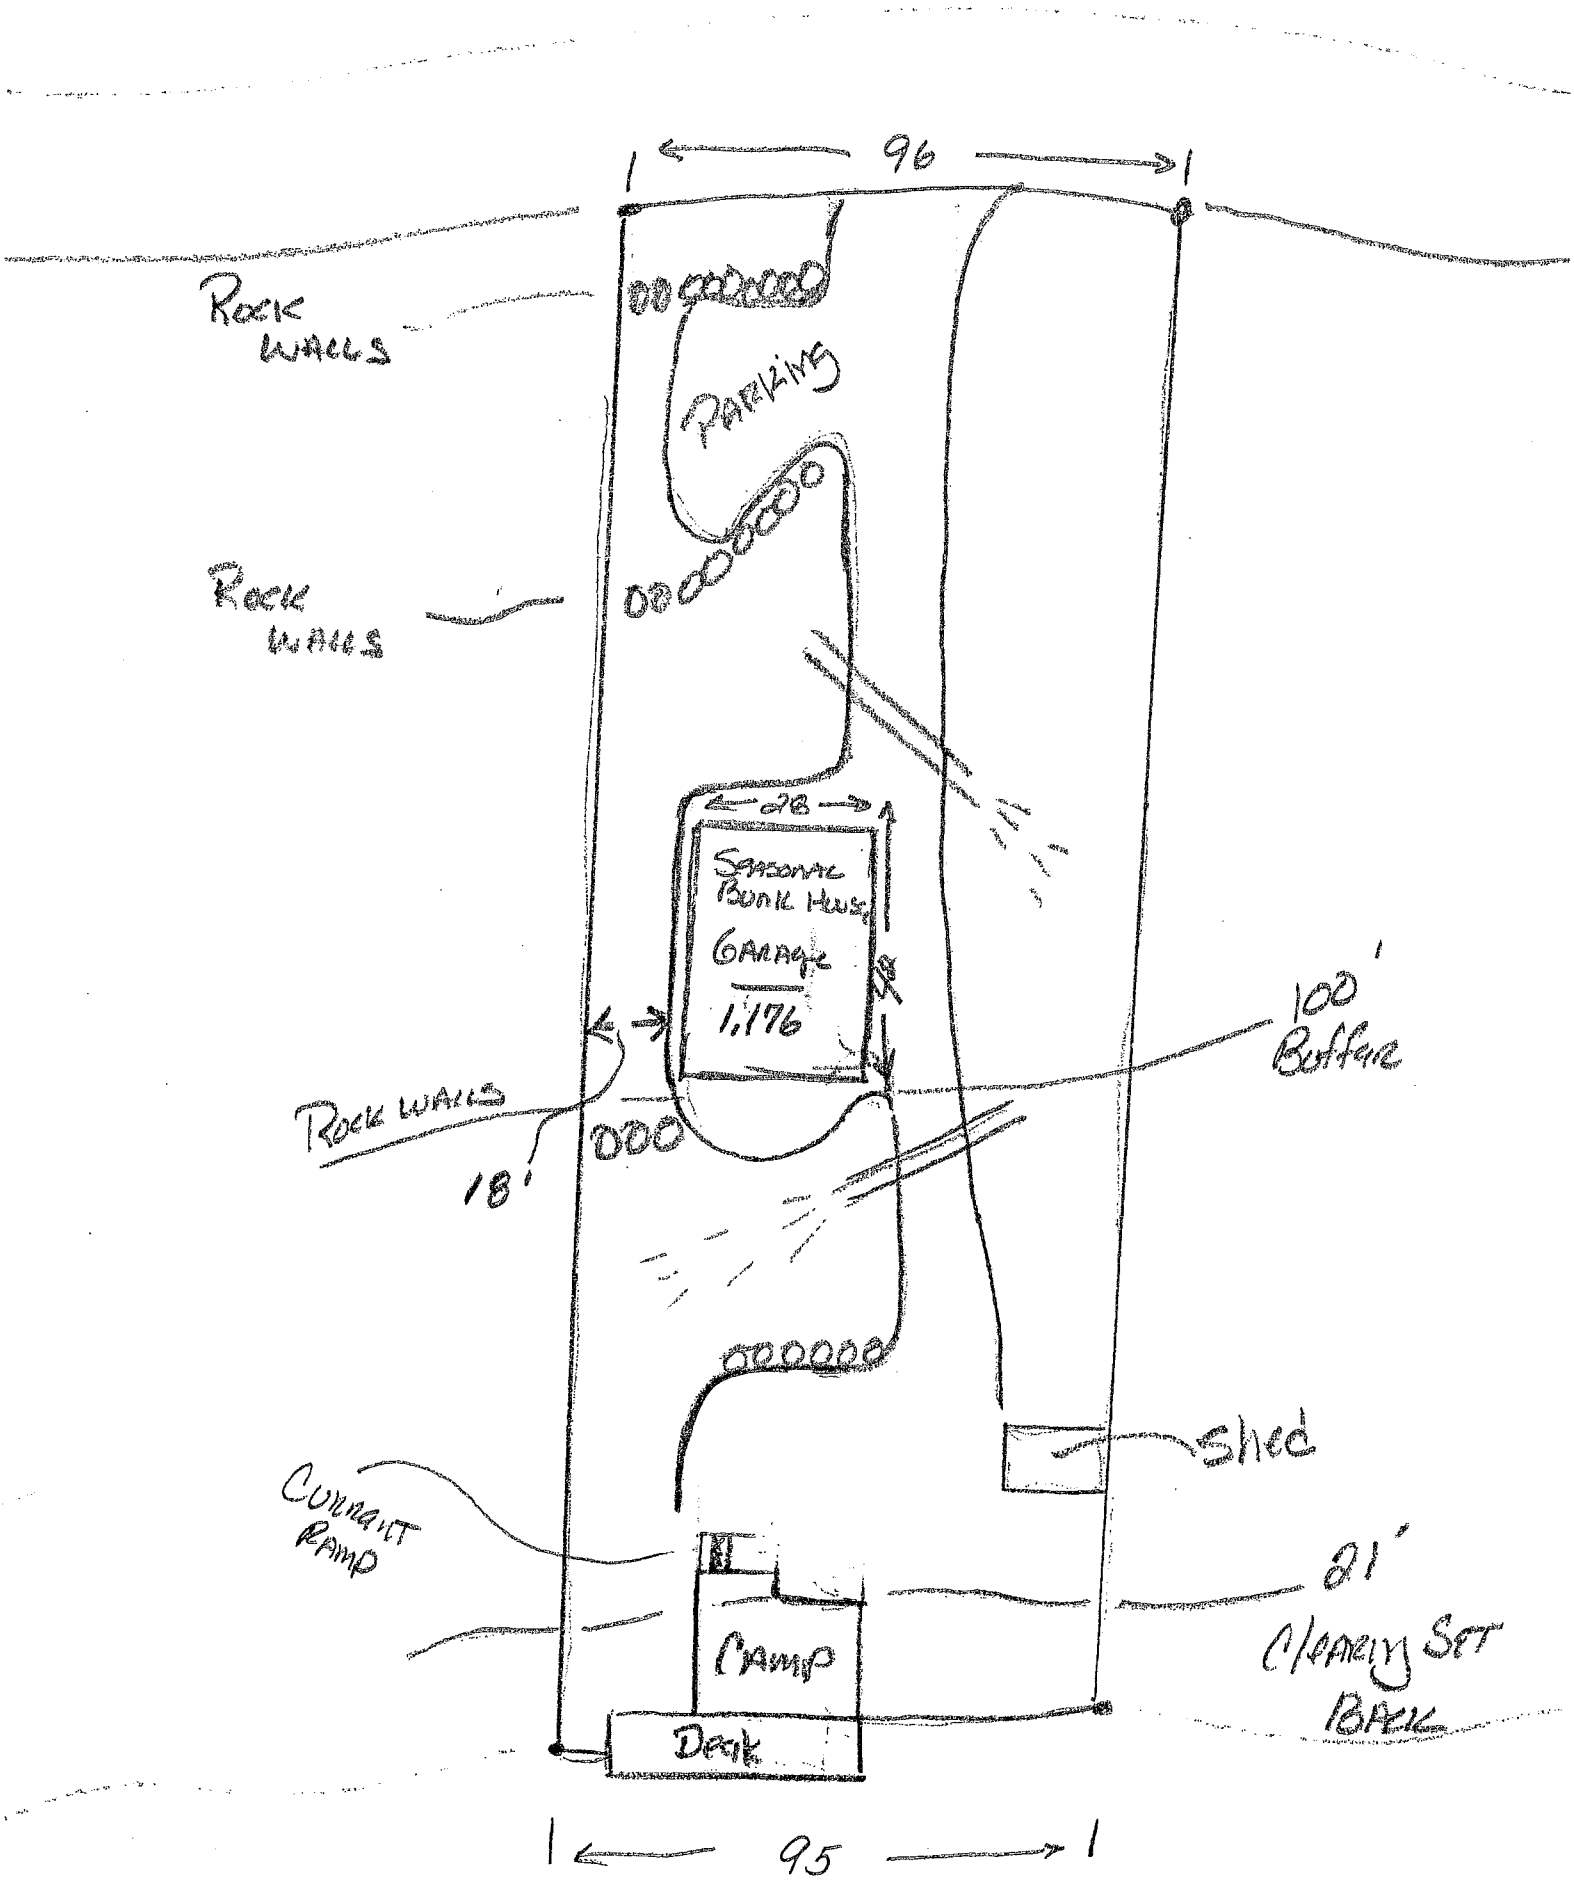 96
ROCK
WALLS
PARKING
ROCK
WALLS
28
SEASONAL
BUNK HOUSE
GARAGE
1,176
100'
Buffer
ROCK WALLS
18'
shed
CURRANT
RAMP
21'
Clearing SET
BACK
CAMP
Deck
95